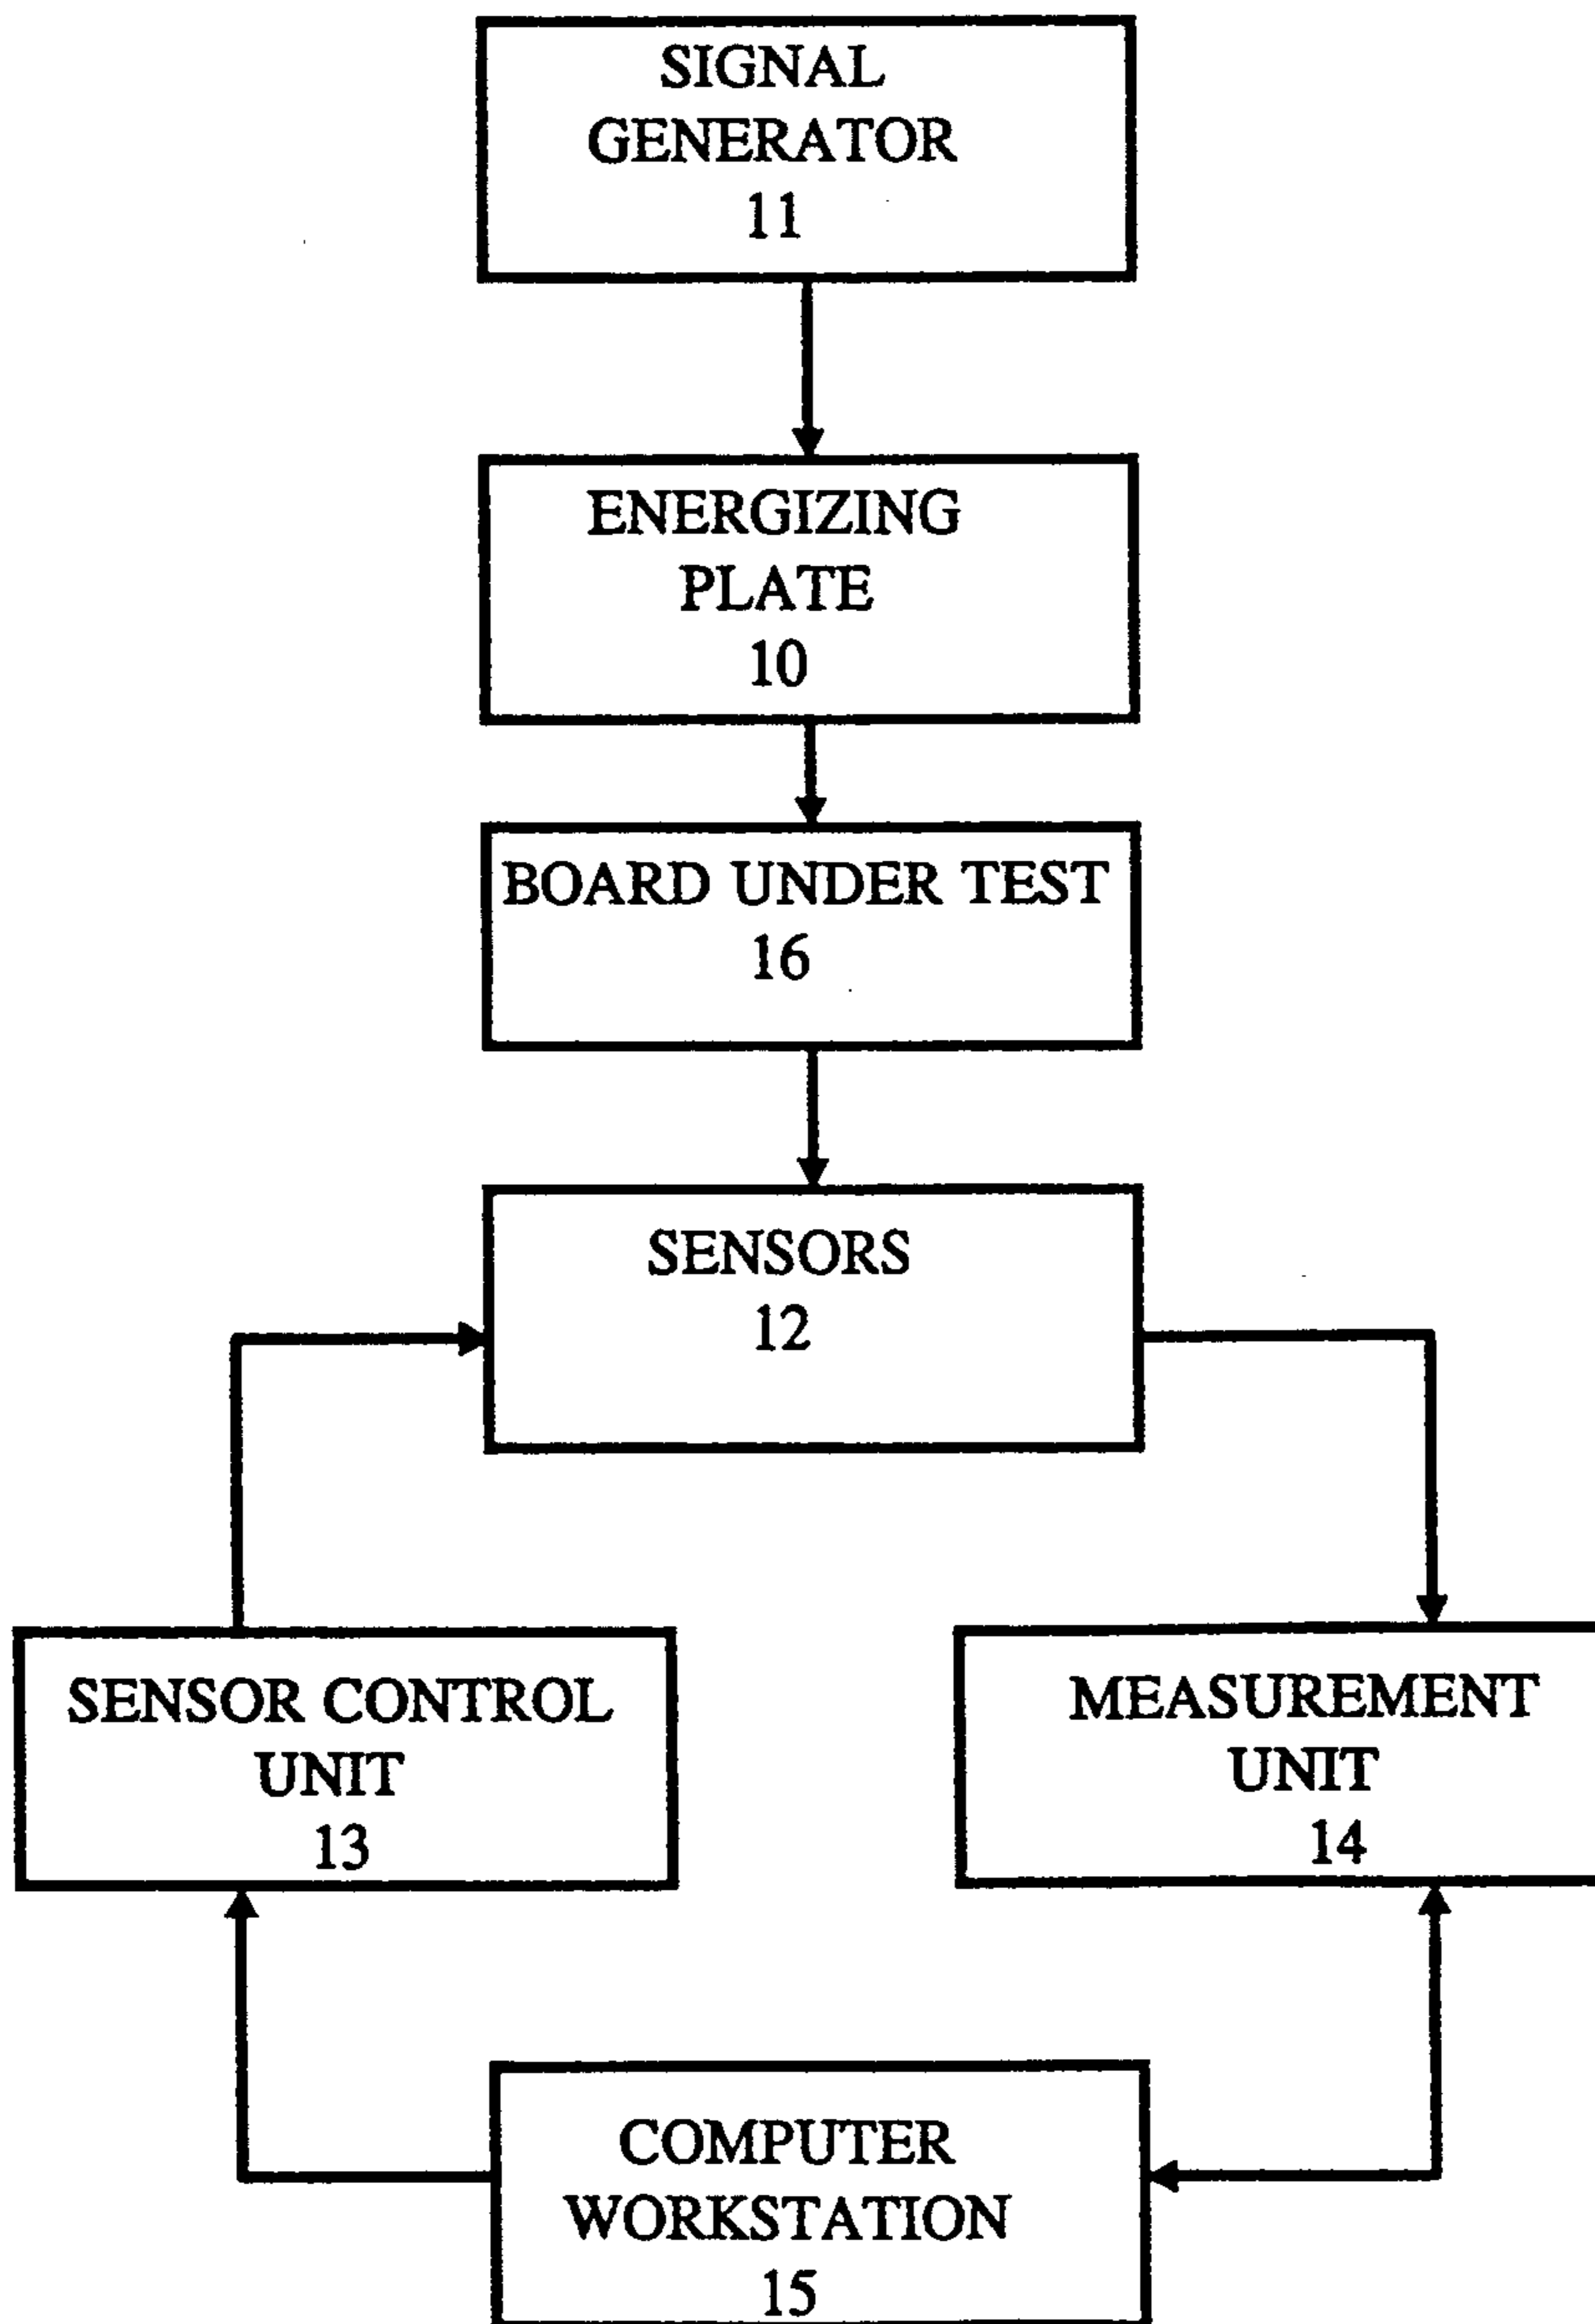 SIGNAL
GENERATOR
11
ENERGIZING
PLATE
10
BOARD UNDER TEST
16
SENSORS
12
SENSOR CONTROL
UNIT
13
MEASUREMENT
UNIT
14
COMPUTER
WORKSTATION
15